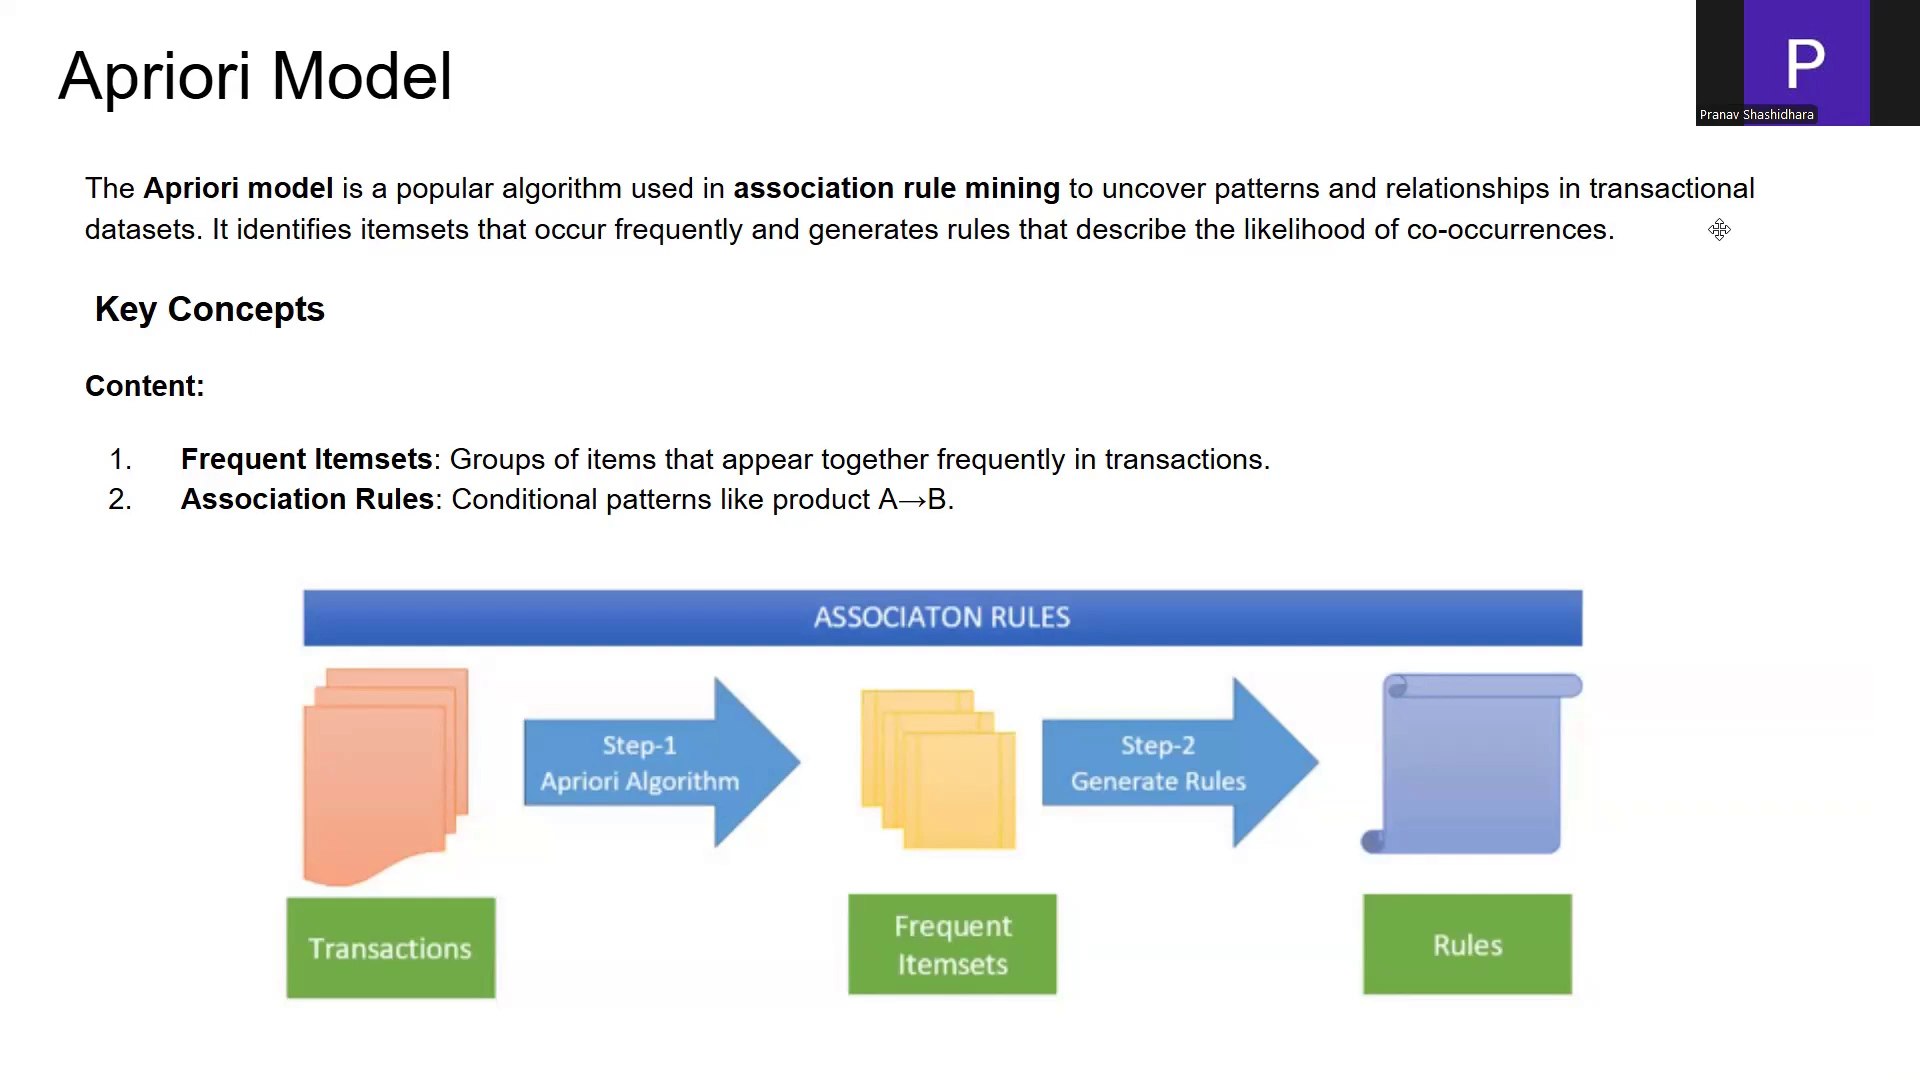 Apriori Model
P
Pranav Shashidhara
The Apriori model is a popular algorithm used in association rule mining to uncover patterns and relationships in transactional
datasets. It identifies itemsets that occur frequently and generates rules that describe the likelihood of co-occurrences.
Key Concepts
Content:
1. Frequent Itemsets: Groups of items that appear together frequently in transactions.
2. Association Rules: Conditional patterns like product A→B.
ASSOCIATON RULES
Step-1
Apriori Algorithm
Step-2
Generate Rules
Transactions
Frequent
Itemsets
Rules